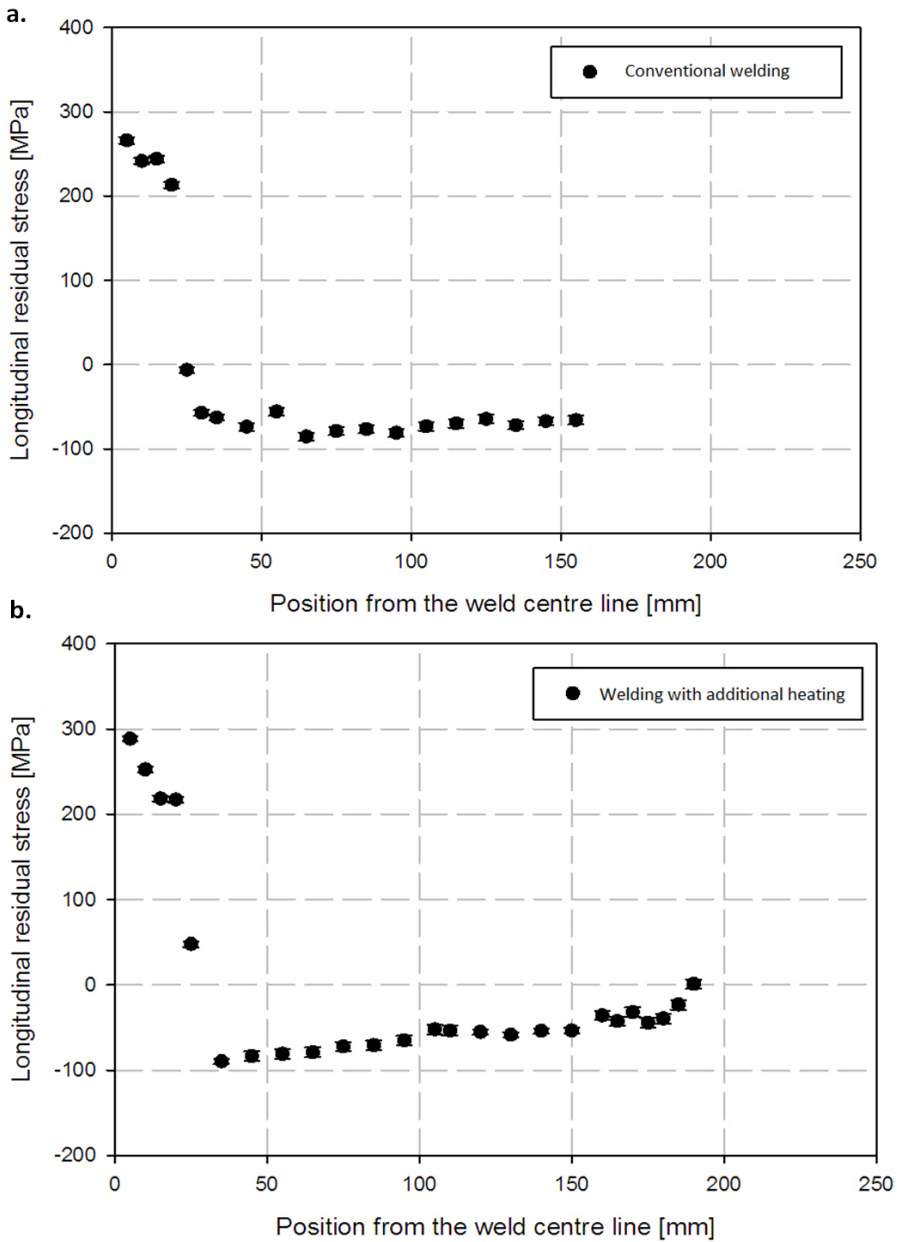 a.
400
300
200
100
0
-100
-200
Longitudinal residual stress [MPa]
Conventional welding
0 50 100 150 200 250
Position from the weld centre line [mm]
b.
400
300
200
100
0
-100
-200
Longitudinal residual stress [MPa]
Welding with additional heating
0 50 100 150 200 250
Position from the weld centre line [mm]